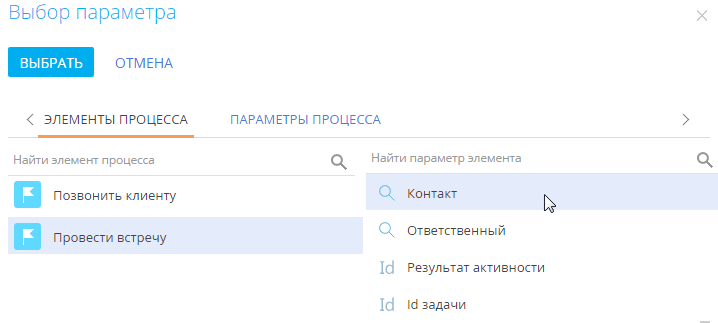 Выбор параметра
ВЫБРАТЬ ОТМЕНА
ЭЛЕМЕНТЫ ПРОЦЕССА ПАРАМЕТРЫ ПРОЦЕССА
Найти элемент процесса
Позвонить клиенту
Провести встречу
Найти параметр элемента
Контакт
Ответственный
Id Результат активности
Id Id задачи